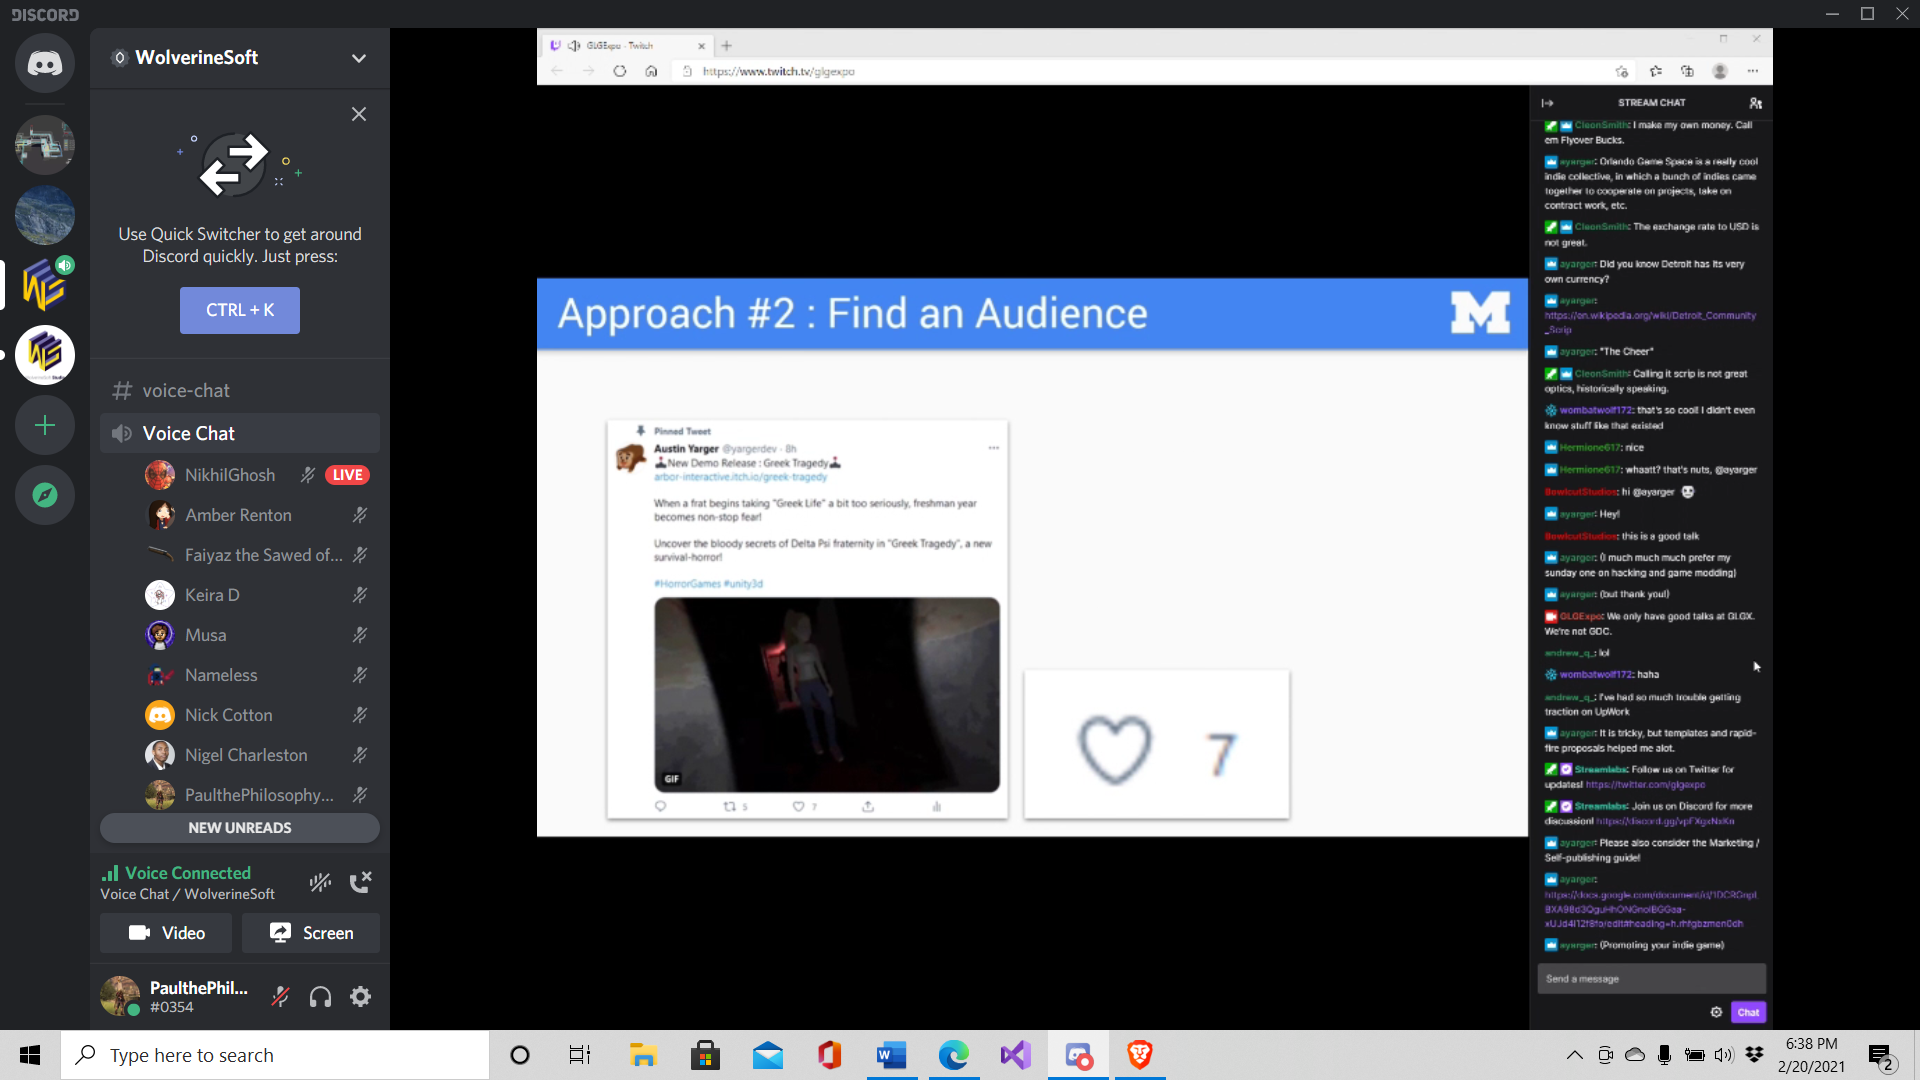 DISCORD
WolverineSoft
Use Quick Switcher to get around
Discord quickly. Just press:
CTRL + K
voice-chat
Voice Chat
NikhilGhosh
LIVE
Amber Renton
Faiyaz the Sawed of...
Keira D
Musa
Nameless
Nick Cotton
Nigel Charleston
PaulthePhilosophy...
NEW UNREADS
Voice Connected
Voice Chat / WolverineSoft
Video
Screen
PaulthePhil...
#0354
GLGExpo - Twitch
https://www.twitch.tv/glgexpo
Approach #2 : Find an Audience
M
Pinned Tweet
Austin Yarger @yargerdev · 8h
New Demo Release : Greek Tragedy
arbor-interactive.itch.io/greek-tragedy
When a frat begins taking "Greek Life" a bit too seriously, freshman year
becomes non-stop fear!
Uncover the bloody secrets of Delta Psi fraternity in "Greek Tragedy", a new
survival-horror!
#HorrorGames #unity3d
GIF
5
7
7
STREAM CHAT
CleonSmith: I make my own money. Call
em Flyover Bucks.
ayarger: Orlando Game Space is a really cool
indie collective, in which a bunch of indies came
together to cooperate on projects, take on
contract work, etc.
CleonSmith: The exchange rate to USD is
not great.
ayarger: Did you know Detroit has its very
own currency?
ayarger:
https://en.wikipedia.org/wiki/Detroit_Community
_Scrip
ayarger: "The Cheer"
CleonSmith: Calling it scrip is not great
optics, historically speaking.
wombatwolf172: that's so cool! I didn't even
know stuff like that existed
Hermione617: nice
Hermione617: whaatt? that's nuts, @ayarger
BowlcutStudios: hi @ayarger
ayarger: Hey!
BowlcutStudios: this is a good talk
ayarger: (I much much much prefer my
sunday one on hacking and game modding)
ayarger: (but thank you!)
GLGExpo: We only have good talks at GLGX.
We're not GDC.
andrew_q_: lol
wombatwolf172: haha
andrew_q_: I've had so much trouble getting
traction on UpWork
ayarger: It is tricky, but templates and rapid-
fire proposals helped me alot.
Streamlabs: Follow us on Twitter for
updates! https://twitter.com/glgexpo
Streamlabs: Join us on Discord for more
discussion!
ayarger: Please also consider the Marketing /
Self-publishing guide!
ayarger:
ayarger: (Promoting your indie game)
Send a message
Chat
Type here to search
6:38 PM
2/20/2021
2